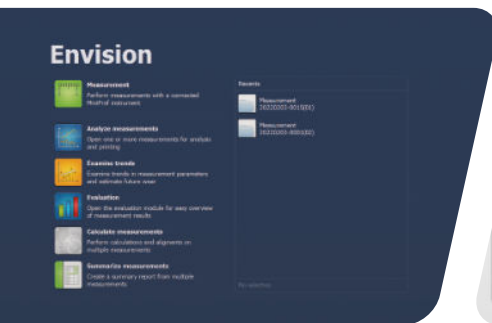 Envision
Measurement
Perform measurements with a connected
instrument
Analyze measurements
Open one or more measurements for analysis
and printing
Examine trends
Examine trends in measurement parameters
and estimate future wear
Evaluation
Open the evaluation module for easy overview
of measurement results
Calculate measurements
Perform calculations and alignments on
multiple measurements
Summarize measurements
Create a summary report from multiple
measurements
Recents
Measurement
Measurement
No selection